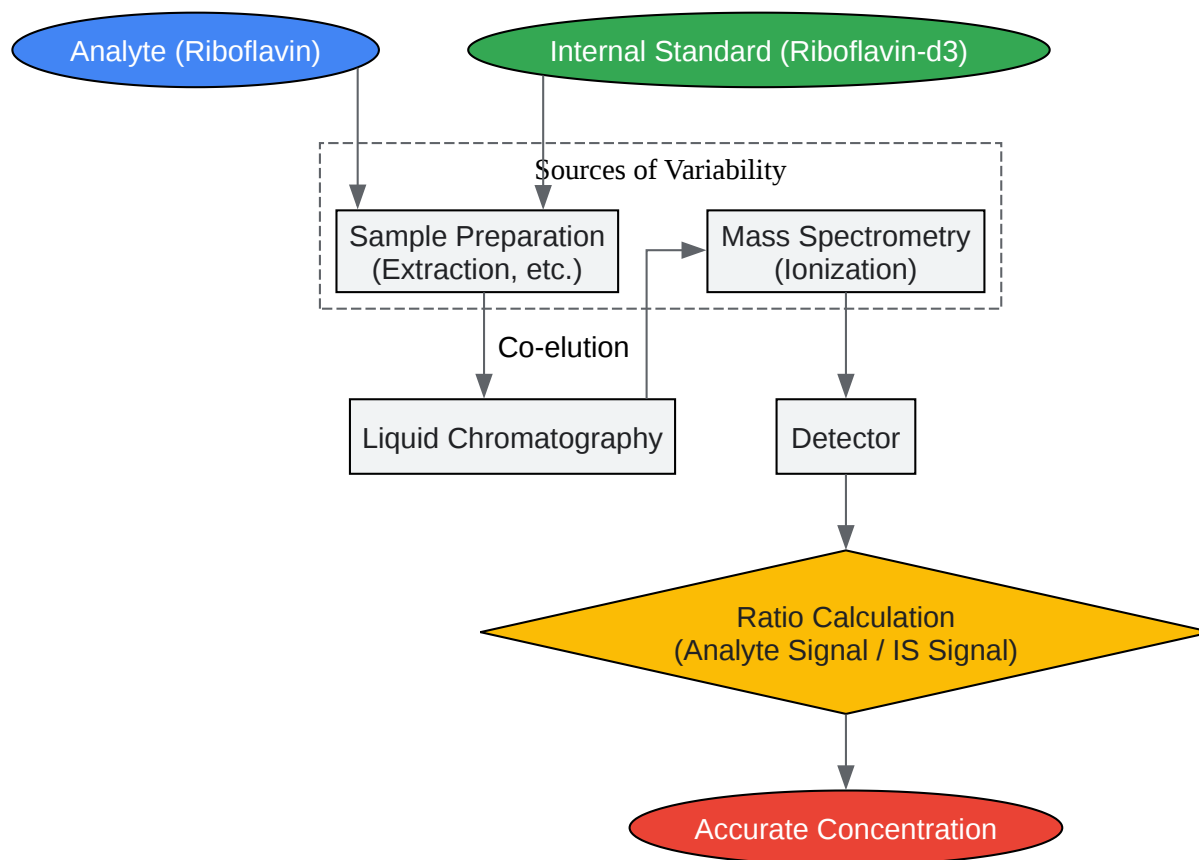 Analyte (Riboflavin)
Internal Standard (Riboflavin-d3)
Sources of Variability
Sample Preparation
(Extraction, etc.)
Mass Spectrometry
(Ionization)
Co-elution
Liquid Chromatography
Detector
Ratio Calculation
(Analyte Signal / IS Signal)
Accurate Concentration